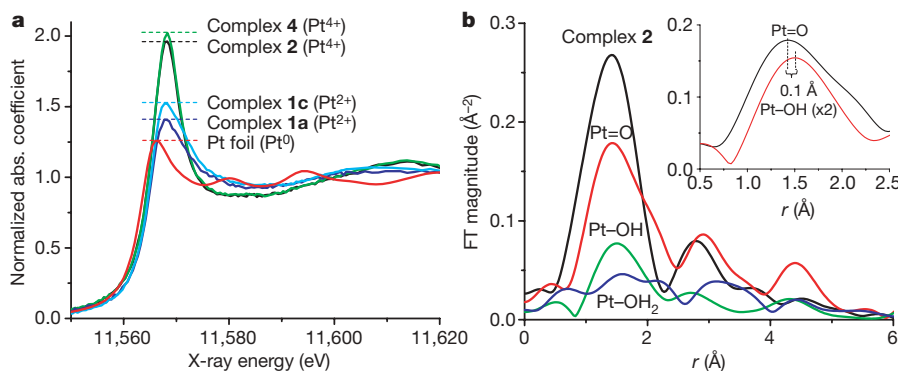 a
Normalized abs. coefficient
2.0
1.5
1.0
0.5
0.0
Complex 4 (Pt⁴⁺)
Complex 2 (Pt⁴⁺)
Complex 1c (Pt²⁺)
Complex 1a (Pt²⁺)
Pt foil (Pt⁰)
11,560 11,580 11,600 11,620
X-ray energy (eV)
b
FT magnitude (Å⁻²)
0.3
0.2
0.1
0.0
Complex 2
Pt=O
Pt–OH
Pt–OH₂
0 2 4 6
r (Å)
0.2
0.1
0.0
Pt=O
0.1 Å
Pt–OH (x2)
0.5 1.0 1.5 2.0 2.5
r (Å)